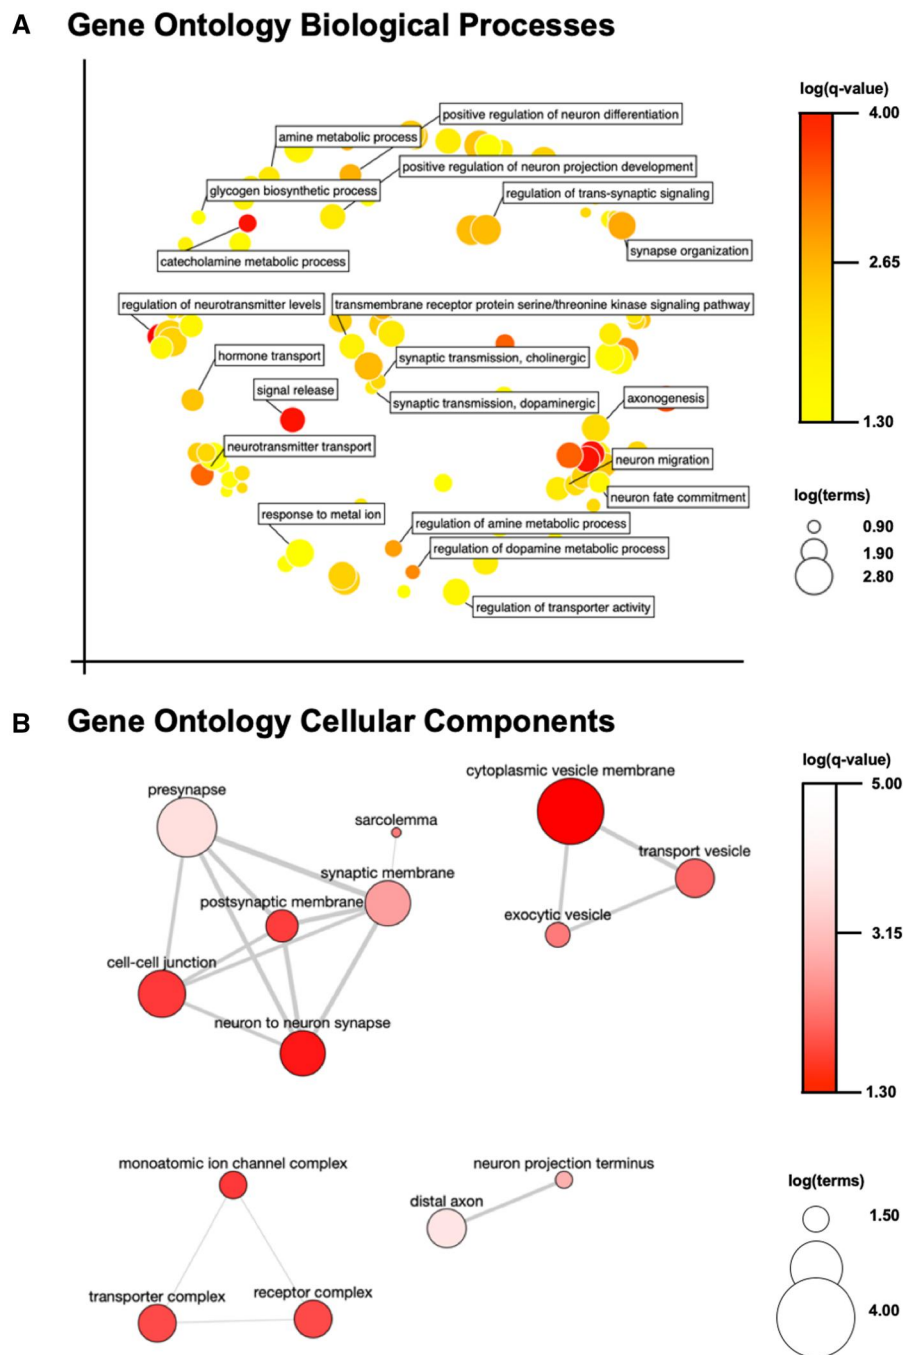 A Gene Ontology Biological Processes
positive regulation of neuron differentiation
amine metabolic process
positive regulation of neuron projection development
glycogen biosynthetic process
regulation of trans-synaptic signaling
synapse organization
catecholamine metabolic process
regulation of neurotransmitter levels
transmembrane receptor protein serine/threonine kinase signaling pathway
hormone transport
synaptic transmission, cholinergic
signal release
synaptic transmission, dopaminergic
axonogenesis
neurotransmitter transport
neuron migration
neuron fate commitment
response to metal ion
regulation of amine metabolic process
regulation of dopamine metabolic process
regulation of transporter activity
log(q-value)
4.00
2.65
1.30
log(terms)
0.90
1.90
2.80
B Gene Ontology Cellular Components
presynapse
sarcolemma
synaptic membrane
postsynaptic membrane
cell-cell junction
neuron to neuron synapse
cytoplasmic vesicle membrane
transport vesicle
exocytic vesicle
monoatomic ion channel complex
transporter complex
receptor complex
neuron projection terminus
distal axon
log(q-value)
5.00
3.15
1.30
log(terms)
1.50
4.00